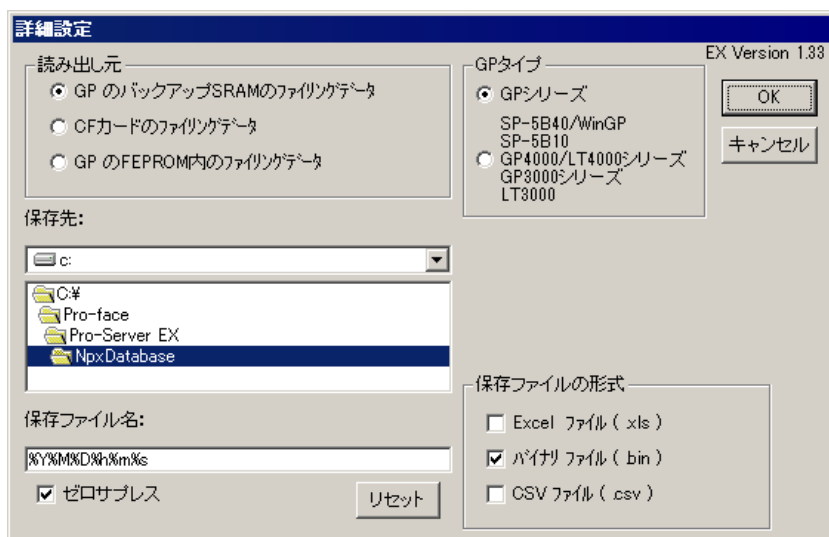 詳細設定
EX Version 1.33
読み出し元
GP のバックアップSRAMのファイリングデータ
CFカードのファイリングデータ
GP のFEPROM内のファイリングデータ
GPタイプ
GPシリーズ
SP-5B40/WinGP
SP-5B10
GP4000/LT4000シリーズ
GP3000シリーズ
LT3000
OK
キャンセル
保存先:
c:
C:¥
Pro-face
Pro-Server EX
NpxDatabase
保存ファイル名:
%Y%M%D%h%m%s
ゼロサプレス
リセット
保存ファイルの形式
Excel ファイル ( .xls )
バイナリ ファイル ( .bin )
CSV ファイル ( .csv )